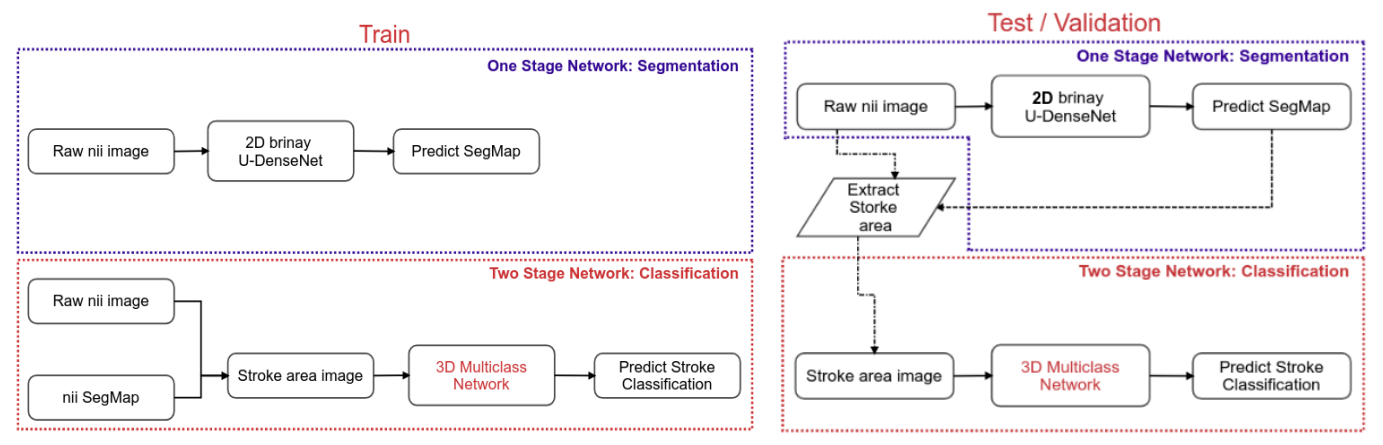 Train
One Stage Network: Segmentation
Raw nii image
2D brinay
U-DenseNet
Predict SegMap
Two Stage Network: Classification
Raw nii image
nii SegMap
Stroke area image
3D Multiclass
Network
Predict Stroke
Classification
Test / Validation
One Stage Network: Segmentation
Raw nii image
2D brinay
U-DenseNet
Predict SegMap
Extract
Storke
area
Two Stage Network: Classification
Stroke area image
3D Multiclass
Network
Predict Stroke
Classification